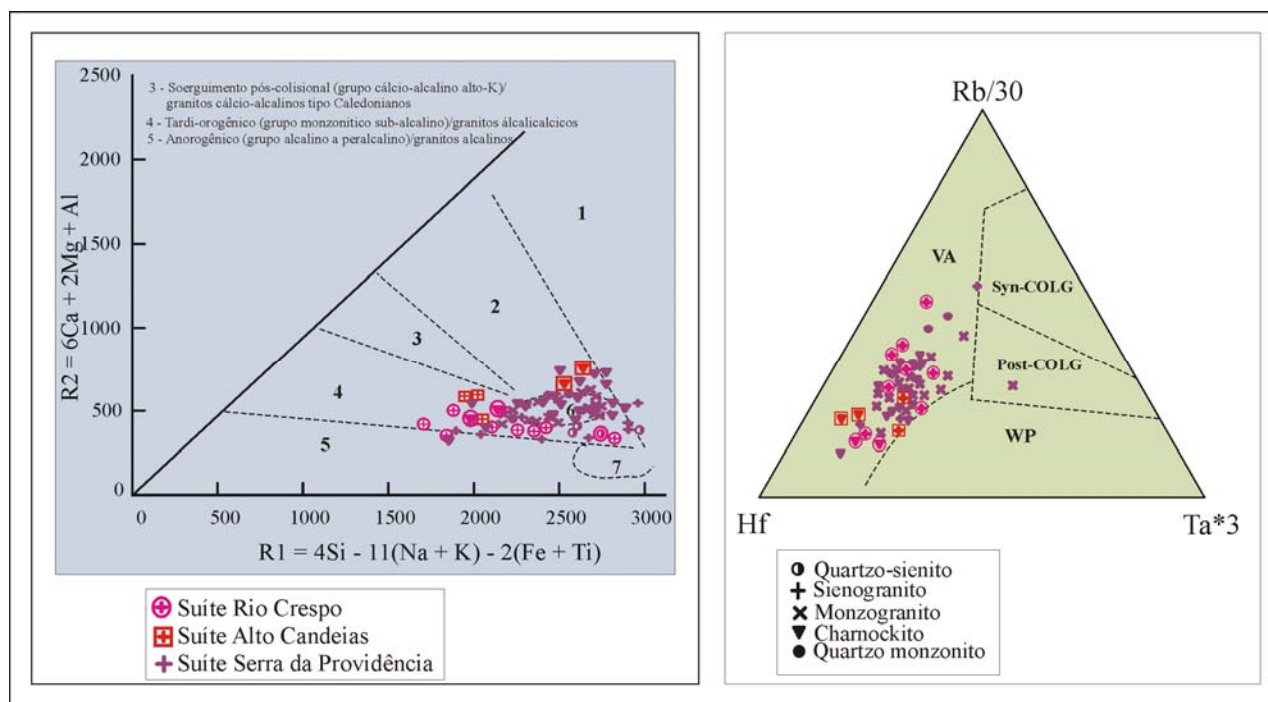 2500
3 - Soerguimento pós-colisional (grupo cálcio-alcalino alto-K)/
granitos cálcio-alcalinos tipo Caledonianos
4 - Tardi-orogênico (grupo monzonitico sub-alcalino)/granitos álcalicalcicos
5 - Anorogênico (grupo alcalino a peralcalino)/granitos alcalinos
2000
1500
1000
500
0
R2 = 6Ca + 2Mg + Al
1
2
3
4
5
6
7
0 500 1000 1500 2000 2500 3000
R1 = 4Si - 11(Na + K) - 2(Fe + Ti)
Suíte Rio Crespo
Suíte Alto Candeias
Suíte Serra da Providência
Rb/30
VA
Syn-COLG
Post-COLG
WP
Hf
Ta*3
Quartzo-sienito
Sienogranito
Monzogranito
Charnockito
Quartzo monzonito